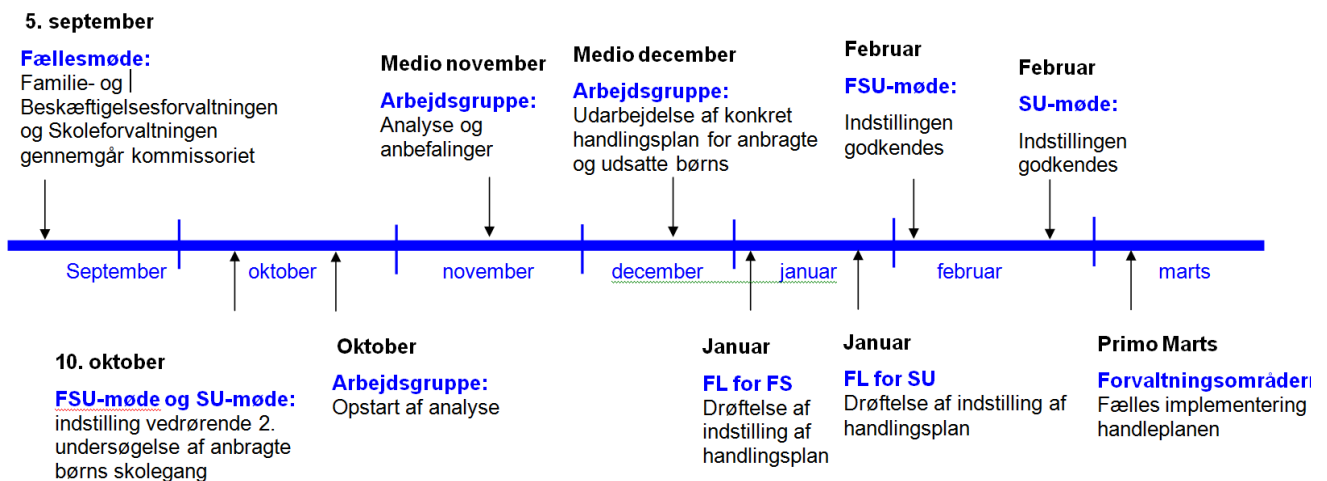 5. september
Fællesmøde:
Familie- og
Beskæftigelsesforvaltningen
og Skoleforvaltningen
gennemgår kommissoriet
Medio november
Arbejdsgruppe:
Analyse og
anbefalinger
Medio december
Arbejdsgruppe:
Udarbejdelse af konkret
handlingsplan for anbragte
og udsatte børns
Februar
FSU-møde:
Indstillingen
godkendes
Februar
SU-møde:
Indstillingen
godkendes
September
oktober
november
december
januar
februar
marts
10. oktober
FSU-møde og SU-møde:
indstilling vedrørende 2.
undersøgelse af anbragte
børns skolegang
Oktober
Arbejdsgruppe:
Opstart af analyse
Januar
FL for FS
Drøftelse af
indstilling af
handlingsplan
Januar
FL for SU
Drøftelse af indstilling af
handlingsplan
Primo Marts
Forvaltningsområder
Fælles implementering
handleplanen